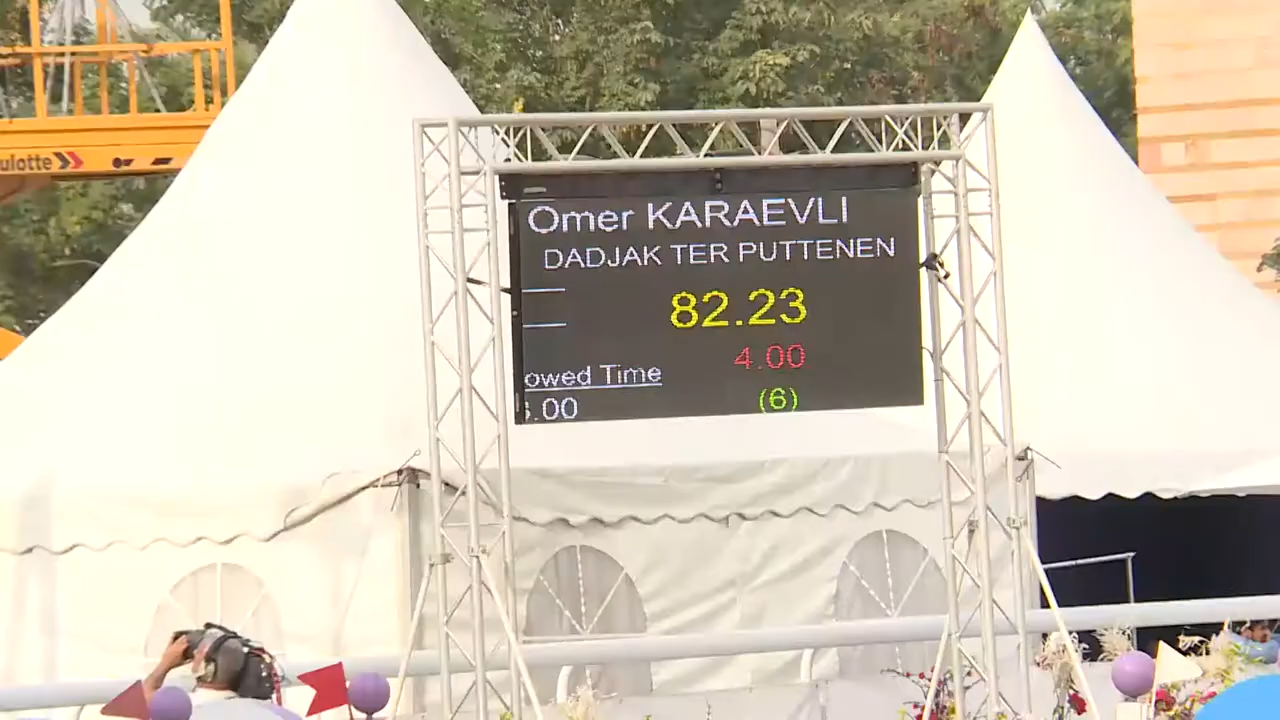 ulotte
Omer KARAEVLI
DADJAK TER PUTTENEN
82.23
4.00
owed Time
.00
(6)